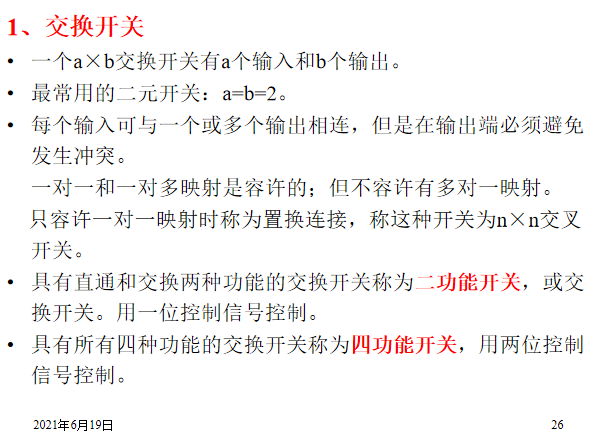 1、交换开关
• 一个a×b交换开关有a个输入和b个输出。
• 最常用的二元开关：a=b=2。
• 每个输入可与一个或多个输出相连，但是在输出端必须避免
发生冲突。
一对一和一对多映射是容许的；但不容许有多对一映射。
只容许一对一映射时称为置换连接，称这种开关为n×n交叉
开关。
• 具有直通和交换两种功能的交换开关称为二功能开关，或交
换开关。用一位控制信号控制。
• 具有所有四种功能的交换开关称为四功能开关，用两位控制
信号控制。
2021年6月19日 26